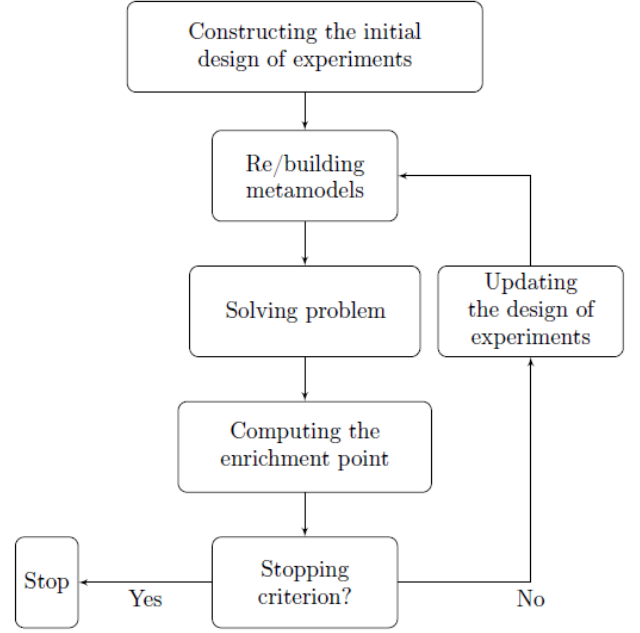 Constructing the initial
design of experiments
Re/building
metamodels
Solving problem
Updating
the design of
experiments
Computing the
enrichment point
Stopping
criterion?
Stop
Yes
No